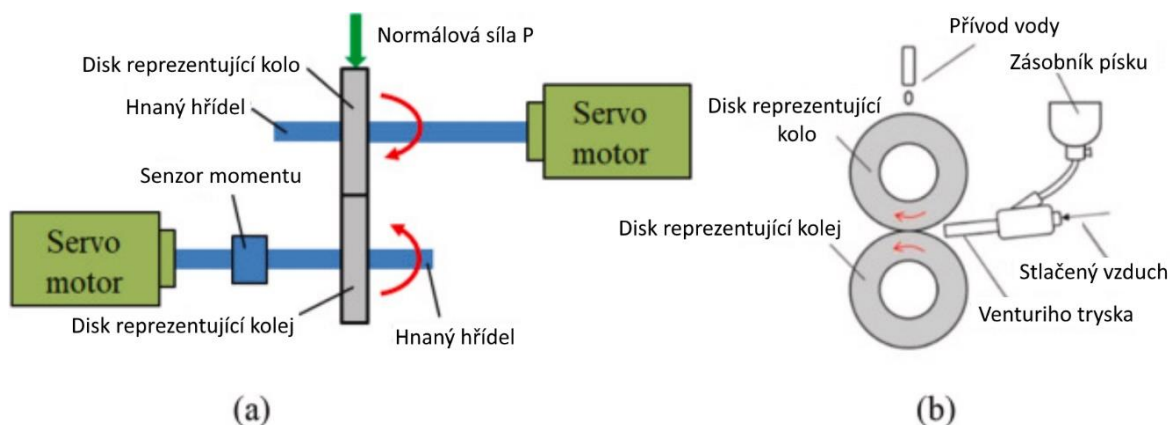 Normálová síla P
Disk reprezentující kolo
Hnaný hřídel
Servo
motor
Senzor momentu
Servo
motor
Disk reprezentující kolej
Hnaný hřídel
(a)
Přívod vody
Zásobník písku
Disk reprezentující
kolo
Disk reprezentující kolej
Stlačený vzduch
Venturiho tryska
(b)